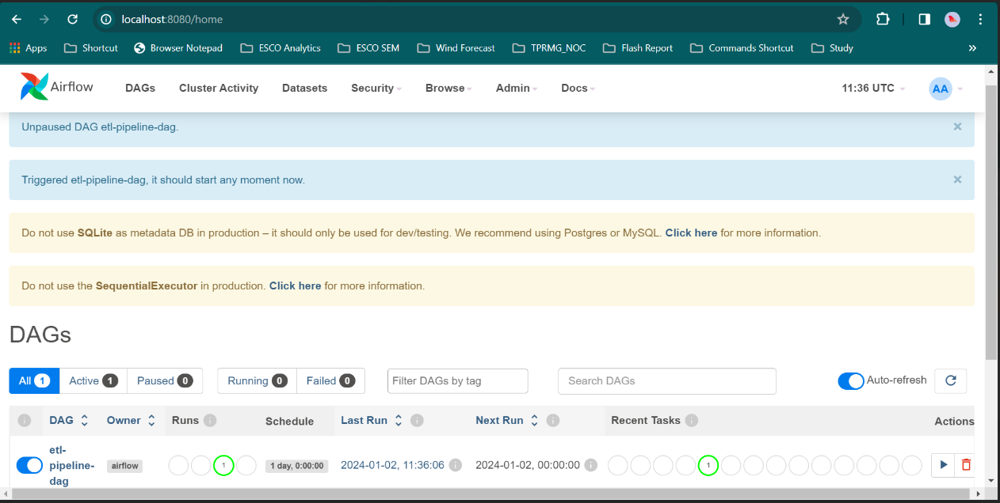 localhost:8080/home
Apps Shortcut Browser Notepad ESCO Analytics ESCO SEM Wind Forecast TPRMG_NOC Flash Report Commands Shortcut Study »
Airflow DAGs Cluster Activity Datasets Security Browse Admin Docs 11:36 UTC AA
Unpaused DAG etl-pipeline-dag. ×
Triggered etl-pipeline-dag, it should start any moment now. ×
Do not use SQLite as metadata DB in production – it should only be used for dev/testing. We recommend using Postgres or MySQL. Click here for more information.
Do not use the SequentialExecutor in production. Click here for more information.
DAGs
All 1 Active 1 Paused 0 Running 0 Failed 0 Filter DAGs by tag Search DAGs Auto-refresh
DAG Owner Runs Schedule Last Run Next Run Recent Tasks Actions
etl-
pipeline- airflow 1 1 day, 0:00:00 2024-01-02, 11:36:06 2024-01-02, 00:00:00 1
dag